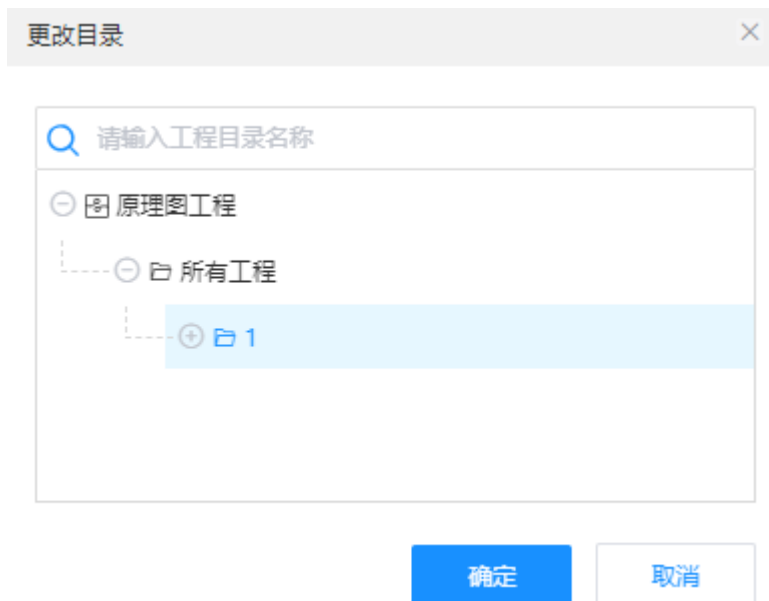 更改目录
请输入工程目录名称
原理图工程
所有工程
1
确定
取消